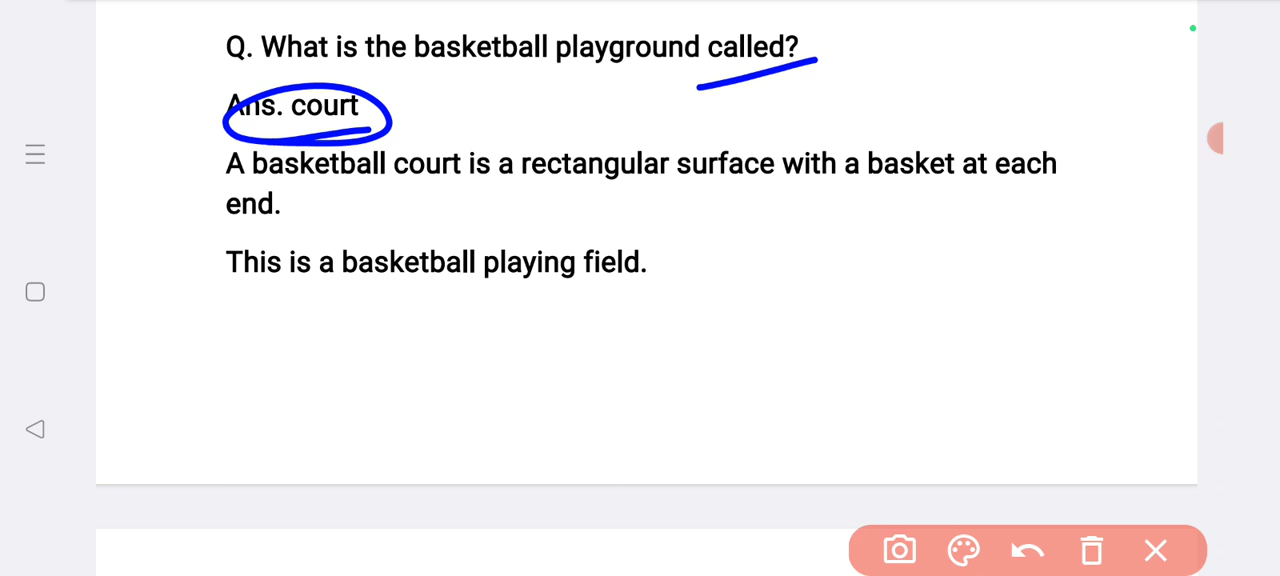 Q. What is the basketball playground called?
Ans. court
A basketball court is a rectangular surface with a basket at each
end.
This is a basketball playing field.